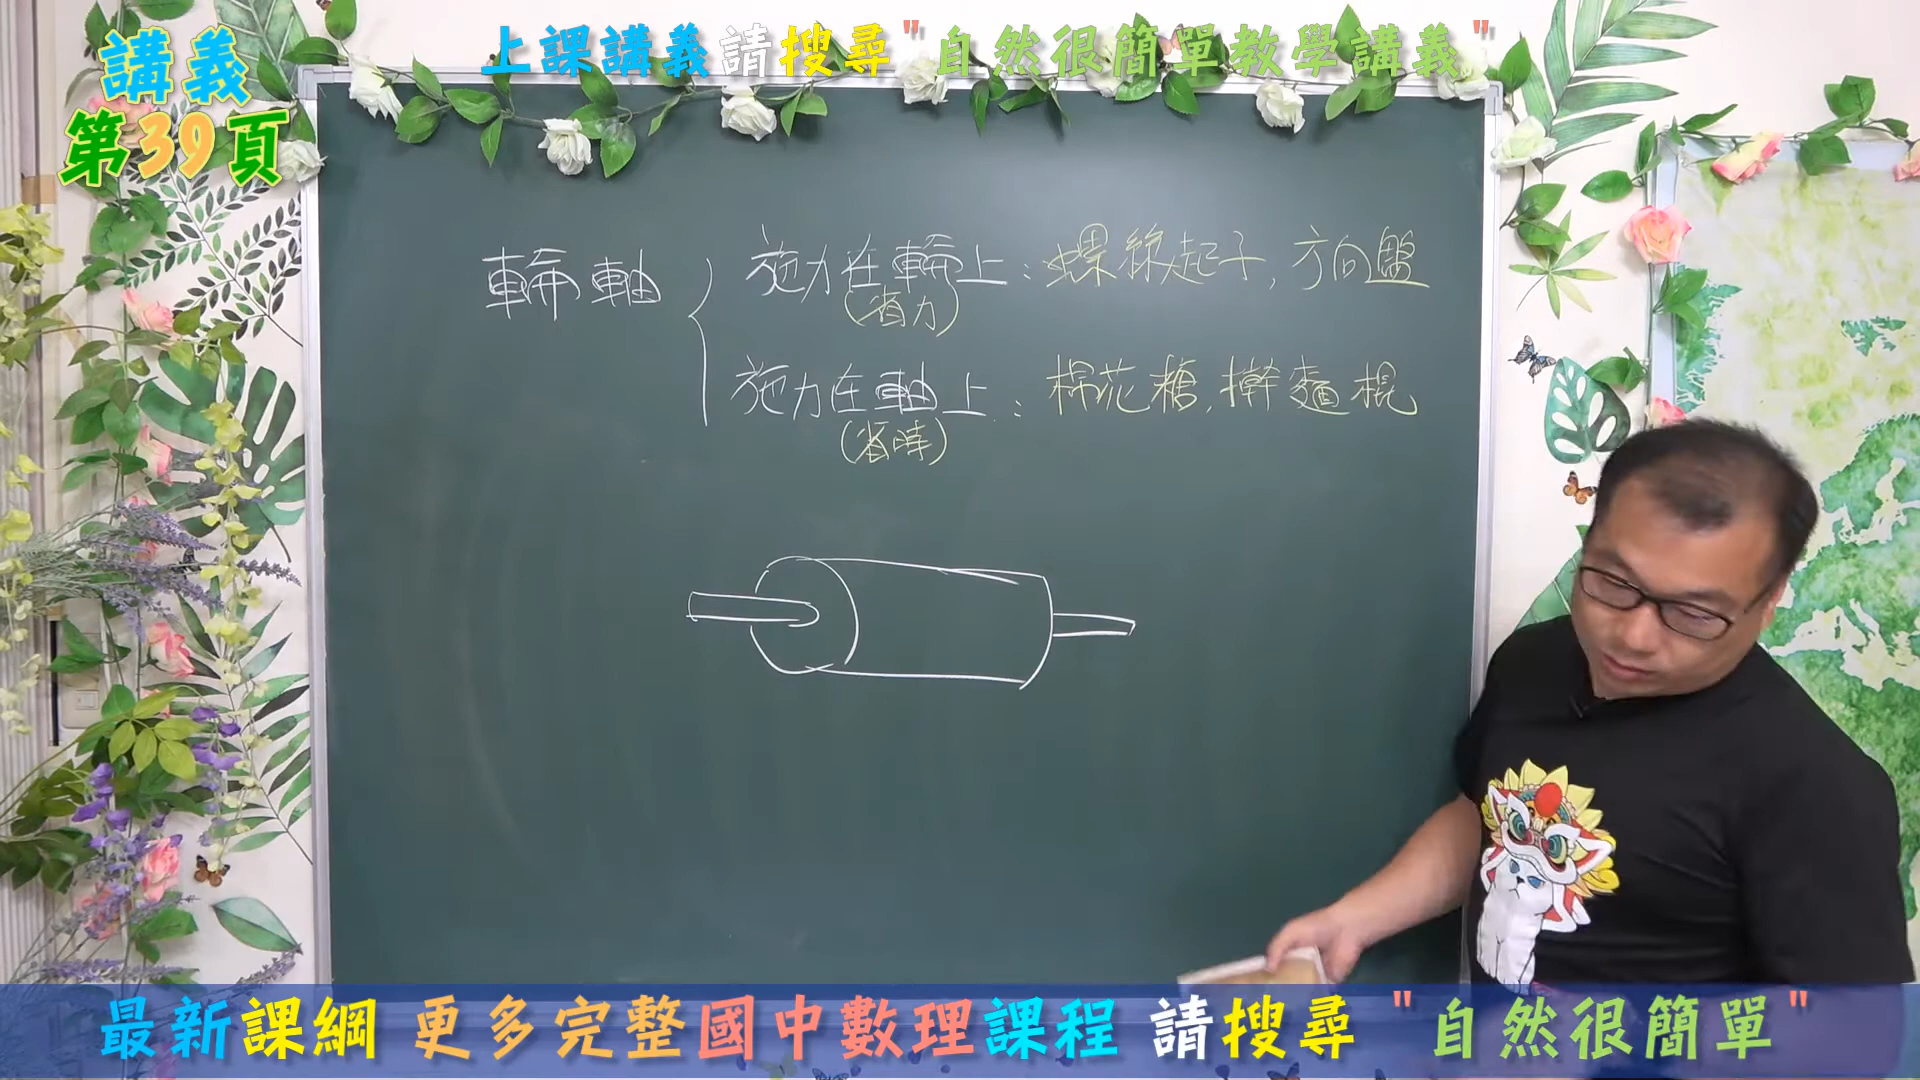 上課講義請搜尋"自然很簡單教學講義"
講義
第39頁
輪軸
施力在輪上:螺絲起子,方向盤
(省力)
施力在軸上:棉花糖,擀麵棍
(省時)
最新課綱 更多完整國中數理課程 請搜尋"自然很簡單"